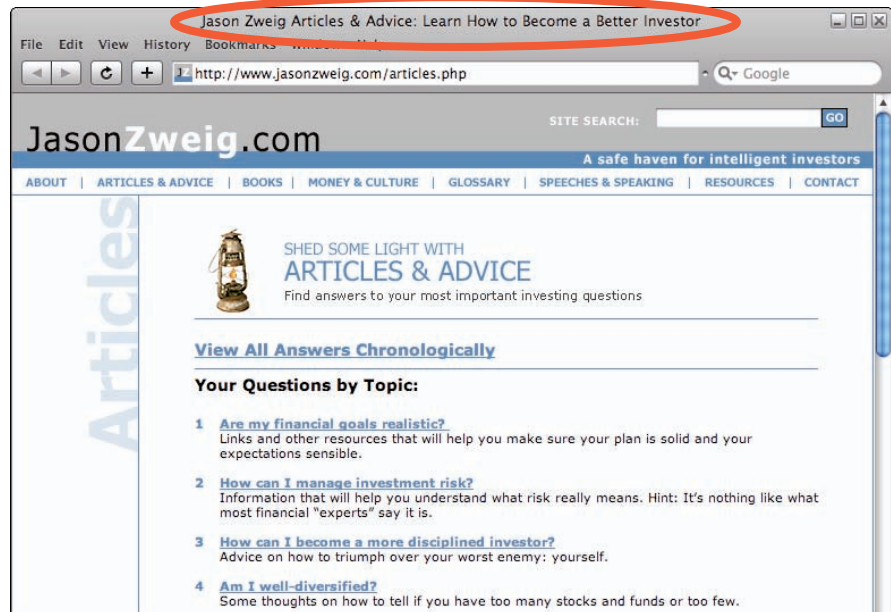 Jason Zweig Articles & Advice: Learn How to Become a Better Investor
File Edit View History Bookmarks
http://www.jasonzweig.com/articles.php
Google
SITE SEARCH: GO
JasonZweig.com
A safe haven for intelligent investors
ABOUT | ARTICLES & ADVICE | BOOKS | MONEY & CULTURE | GLOSSARY | SPEECHES & SPEAKING | RESOURCES | CONTACT
Articles
SHED SOME LIGHT WITH
ARTICLES & ADVICE
Find answers to your most important investing questions
View All Answers Chronologically
Your Questions by Topic:
1 Are my financial goals realistic?
Links and other resources that will help you make sure your plan is solid and your
expectations sensible.
2 How can I manage investment risk?
Information that will help you understand what risk really means. Hint: It's nothing like what
most financial “experts” say it is.
3 How can I become a more disciplined investor?
Advice on how to triumph over your worst enemy: yourself.
4 Am I well-diversified?
Some thoughts on how to tell if you have too many stocks and funds or too few.